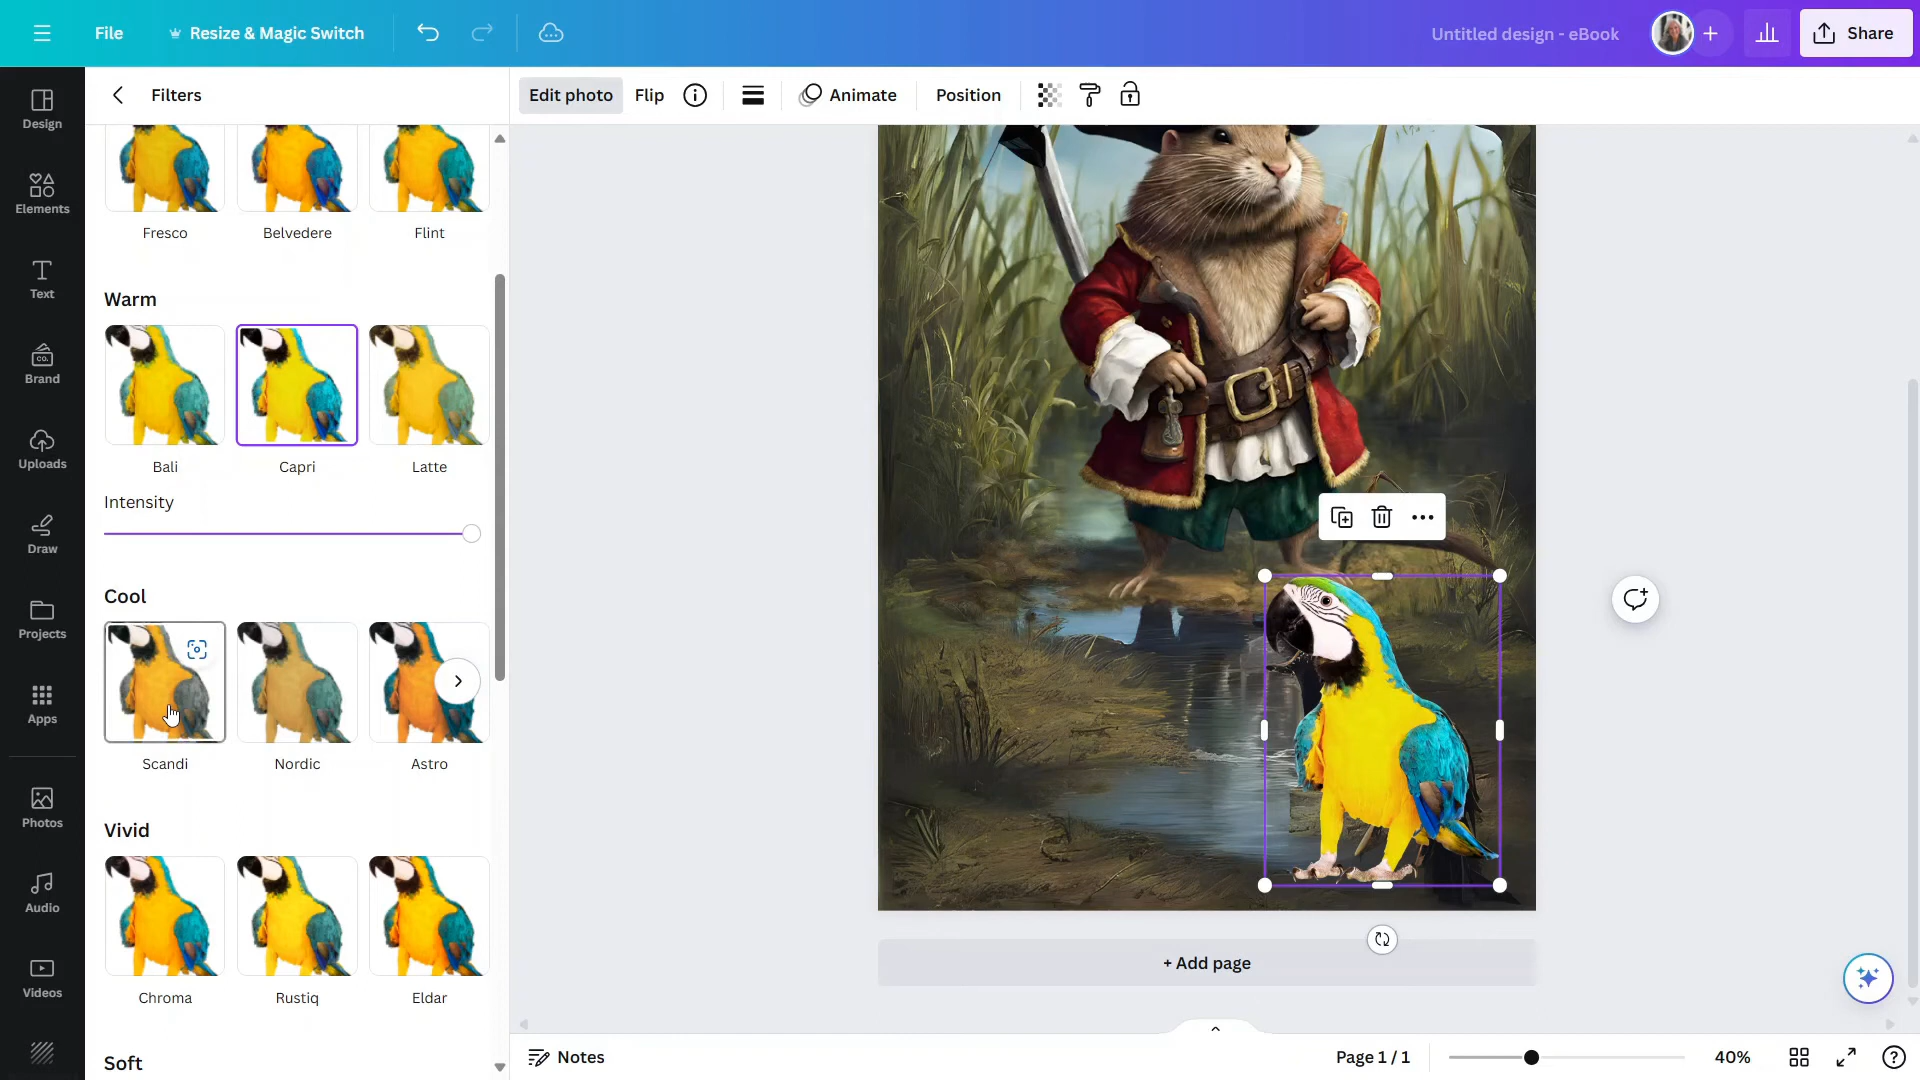 File
Resize & Magic Switch
Untitled design - eBook
Share
Design
Elements
Text
Brand
Uploads
Draw
Projects
Apps
Photos
Audio
Videos
Filters
Fresco
Belvedere
Flint
Warm
Bali
Capri
Latte
Intensity
Cool
Scandi
Nordic
Astro
Vivid
Chroma
Rustiq
Eldar
Soft
Edit photo
Flip
Animate
Position
+ Add page
Notes
Page 1 / 1
40%